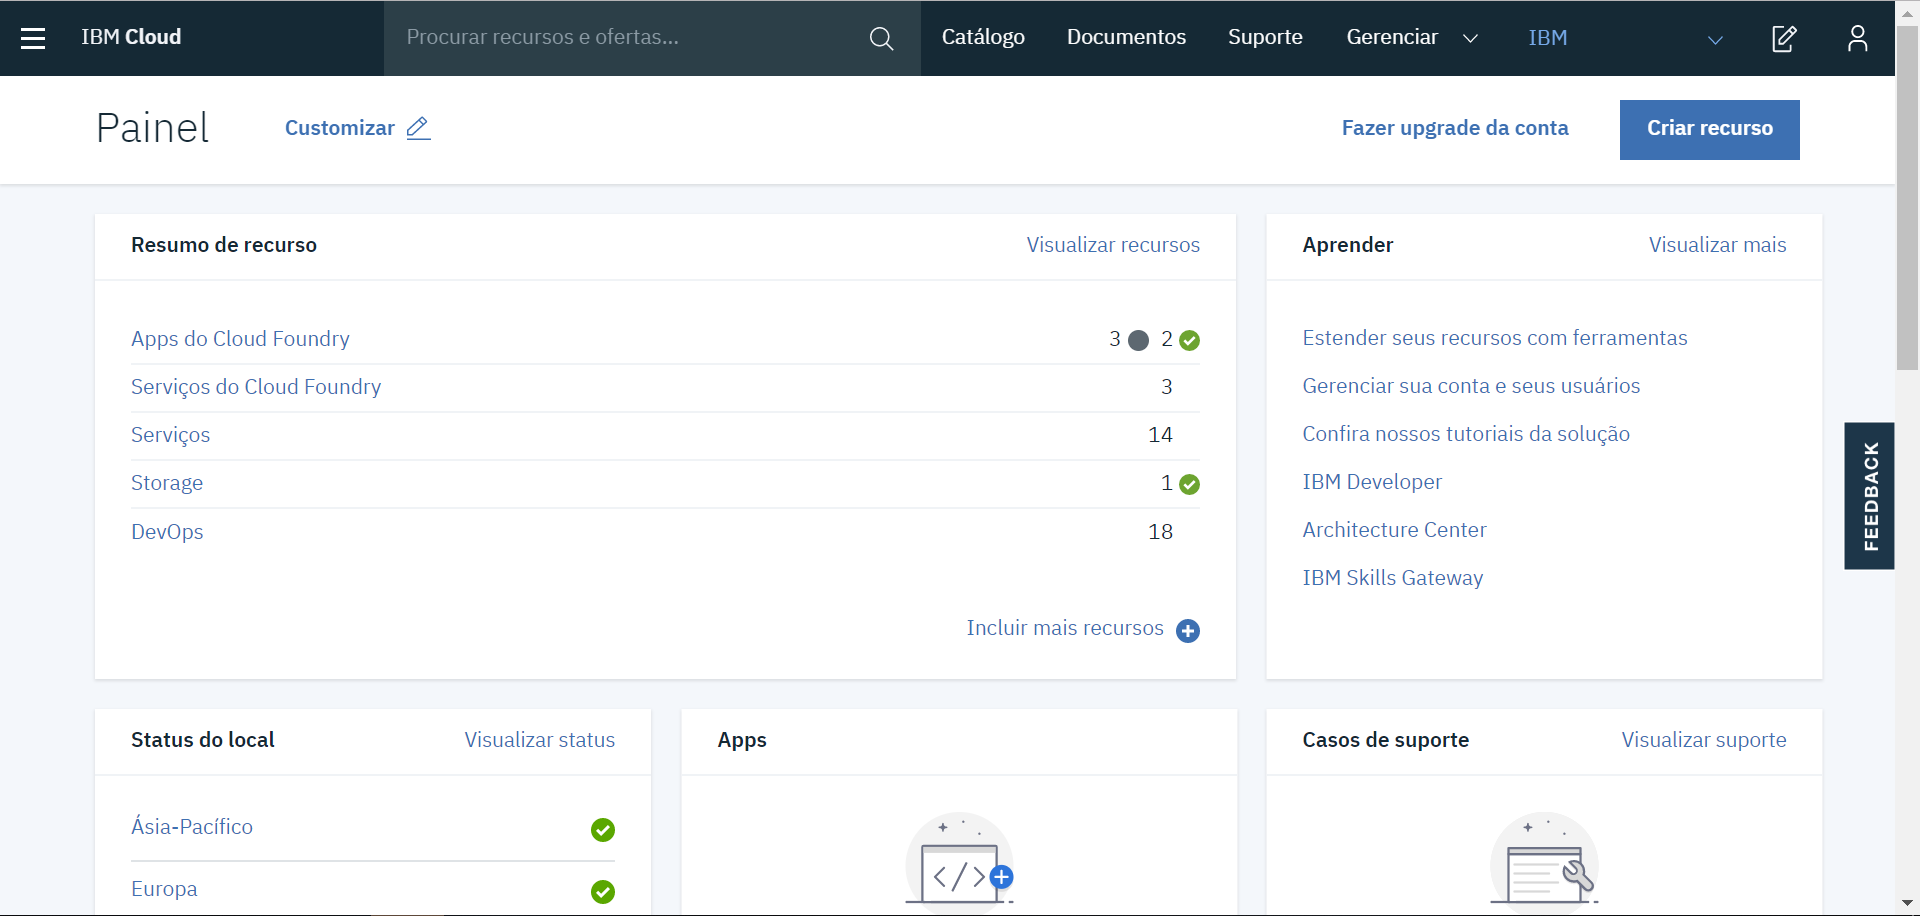 IBM Cloud
Procurar recursos e ofertas...
Catálogo
Documentos
Suporte
Gerenciar
IBM
Painel
Customizar
Fazer upgrade da conta
Criar recurso
Resumo de recurso
Visualizar recursos
Apps do Cloud Foundry 3 2
Serviços do Cloud Foundry 3
Serviços 14
Storage 1
DevOps 18
Incluir mais recursos
Aprender
Visualizar mais
Estender seus recursos com ferramentas
Gerenciar sua conta e seus usuários
Confira nossos tutoriais da solução
IBM Developer
Architecture Center
IBM Skills Gateway
FEEDBACK
Status do local
Visualizar status
Ásia-Pacífico
Europa
Apps
</>
Casos de suporte
Visualizar suporte